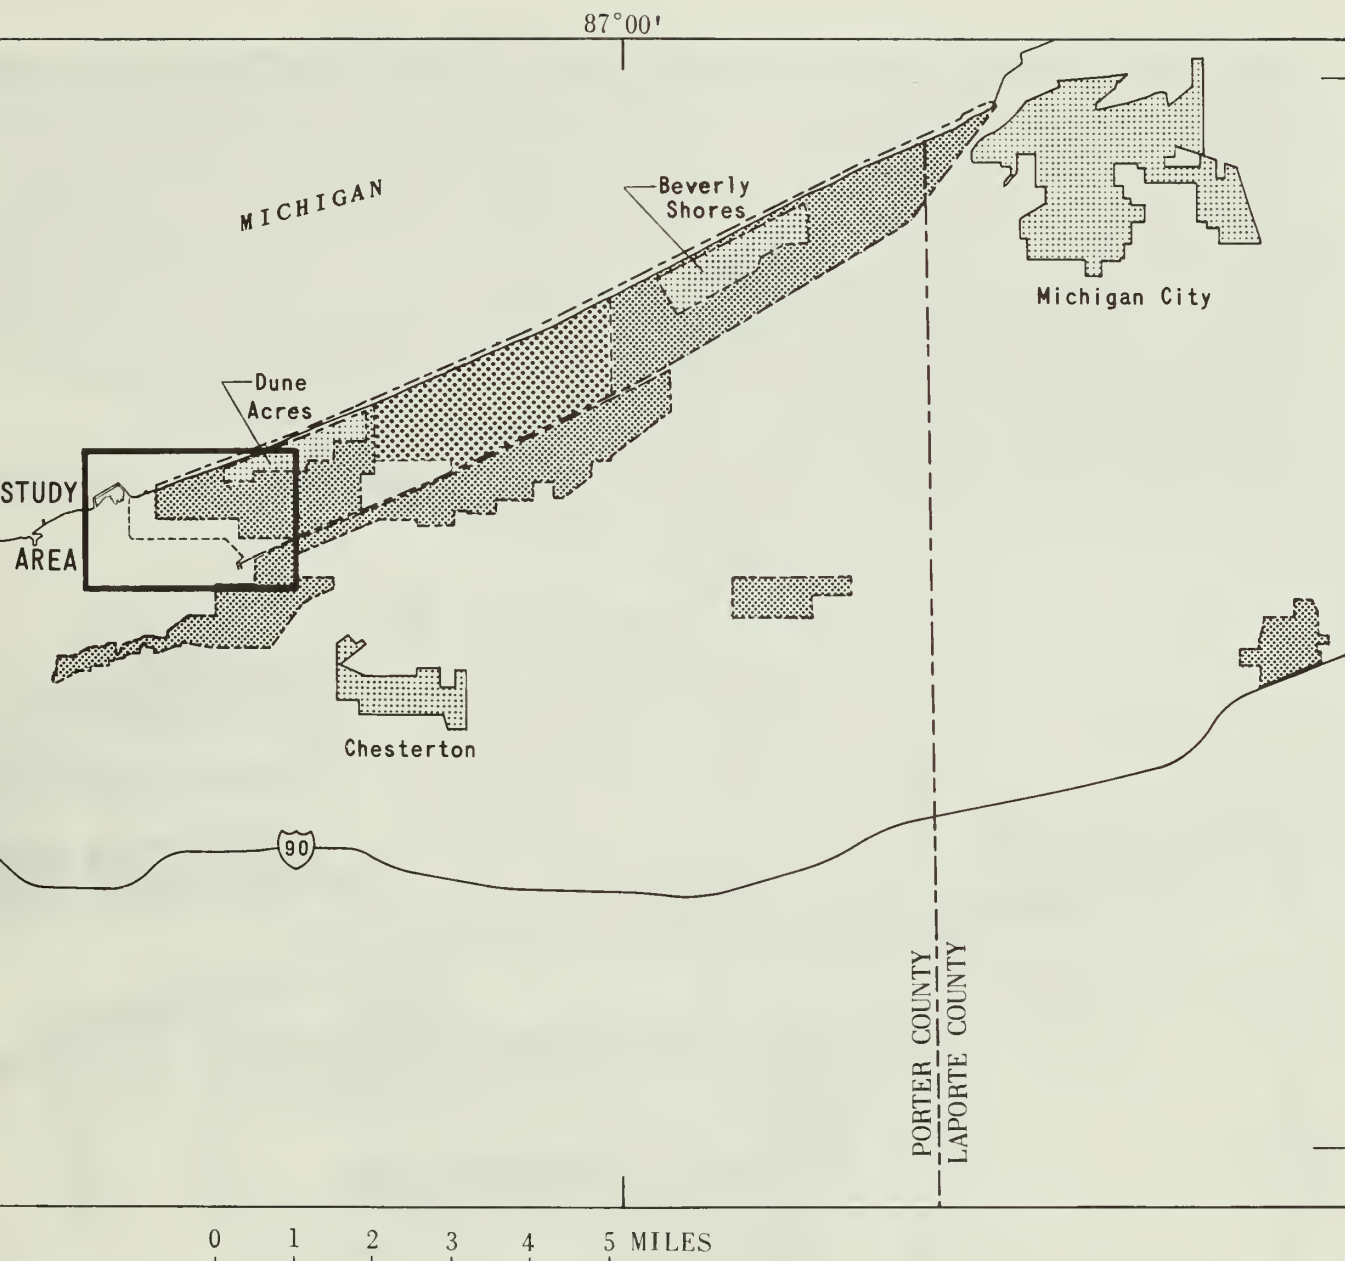 87°00'
MICHIGAN
Beverly
Shores
Michigan City
Dune
Acres
STUDY
AREA
Chesterton
90
PORTER COUNTY
LAPORTE COUNTY
0 1 2 3 4 5 MILES